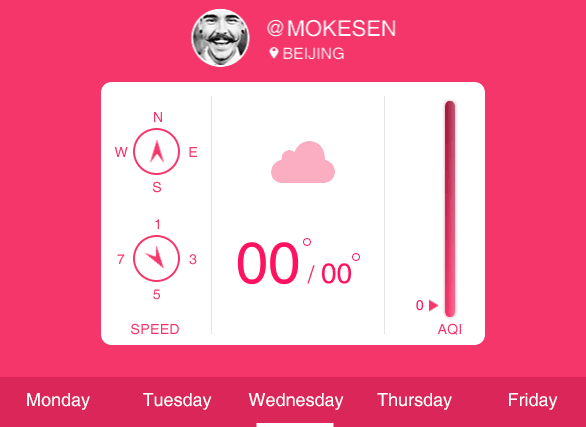 @MOKESEN
BEIJING
N
W E
S
1
7 3
5
SPEED
00° / 00°
0
AQI
Monday Tuesday Wednesday Thursday Friday